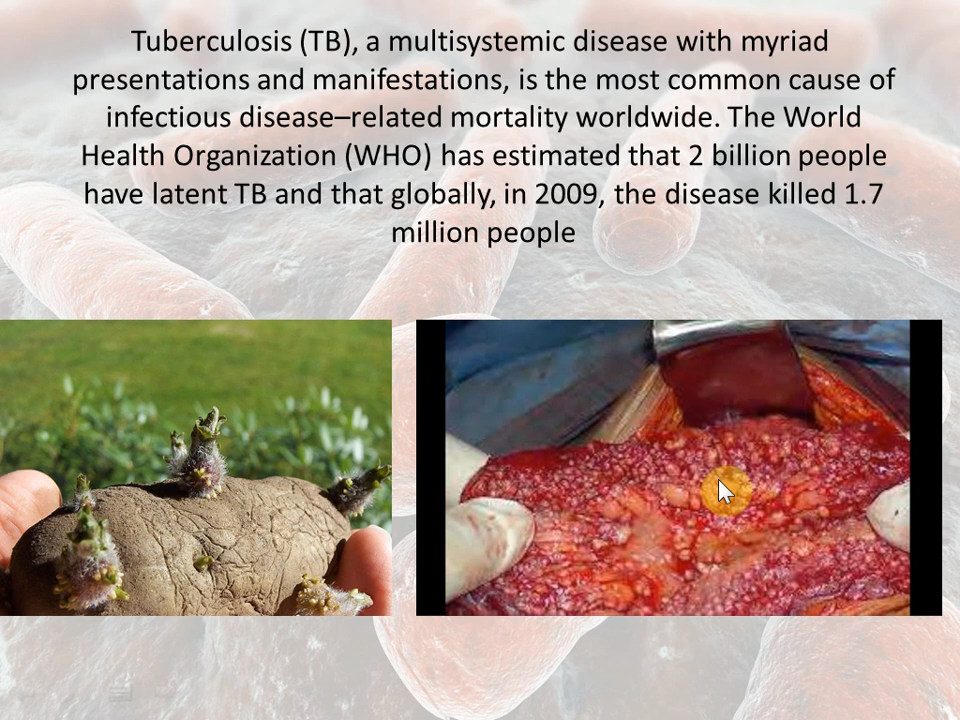 Tuberculosis (TB), a multisystemic disease with myriad
presentations and manifestations, is the most common cause of
infectious disease–related mortality worldwide. The World
Health Organization (WHO) has estimated that 2 billion people
have latent TB and that globally, in 2009, the disease killed 1.7
million people